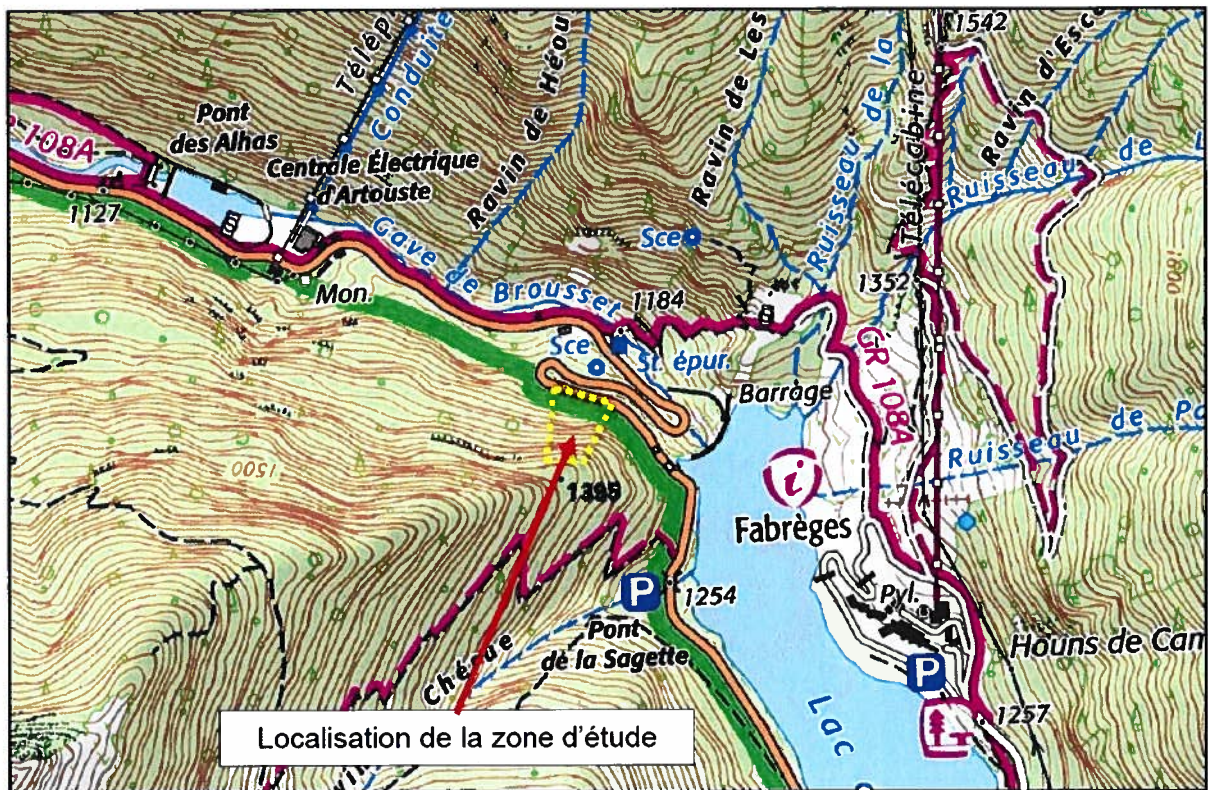 1542
Télép
Conduite
Ravin de Héou
Ravin de Les
Ruisseau de la
Télécabine
Ravin d'Esce
Pont
des Alhas
108A
Centrale Électrique
d'Artouste
Ruisseau de L
1127
Gave de Brousset
Sce
Mon.
1184
1352
1800
Sce
St. épur.
GR 108A
Barrage
Ruisseau de Po
1500
i
1395
Fabrèges
P
1254
Pyl.
Pont
de la Sagette
Chérue
Houns de Cam
P
1257
Lac
Localisation de la zone d'étude